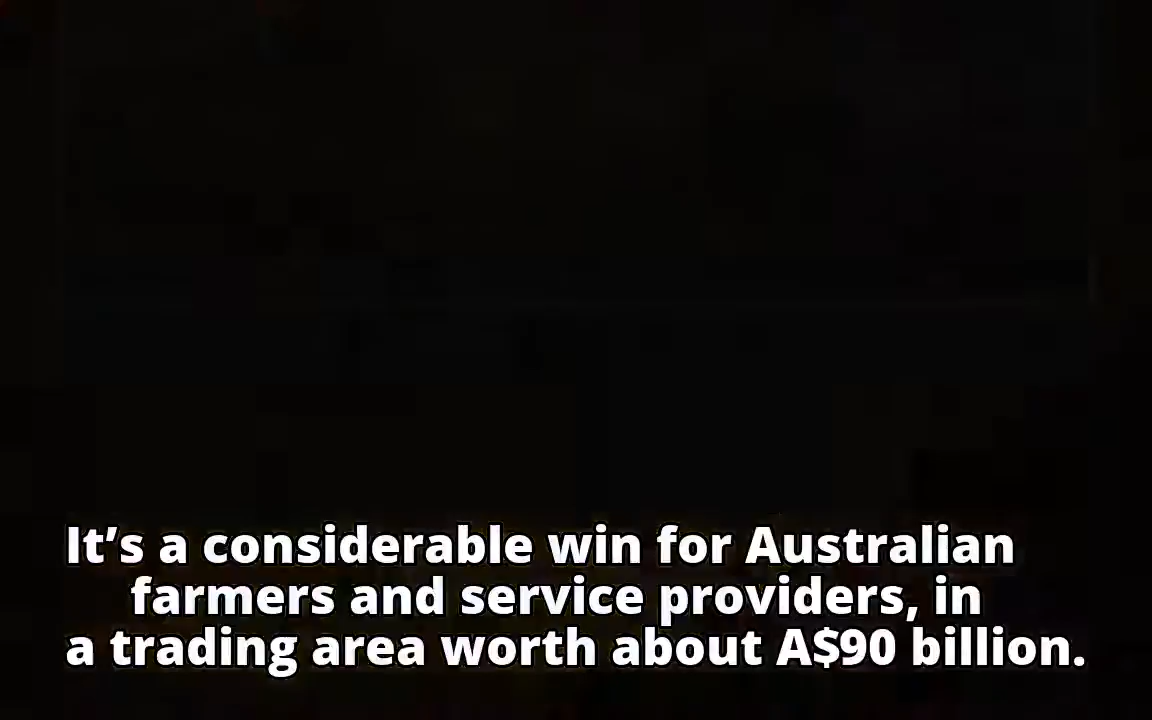 It’s a considerable win for Australian
farmers and service providers, in
a trading area worth about A$90 billion.